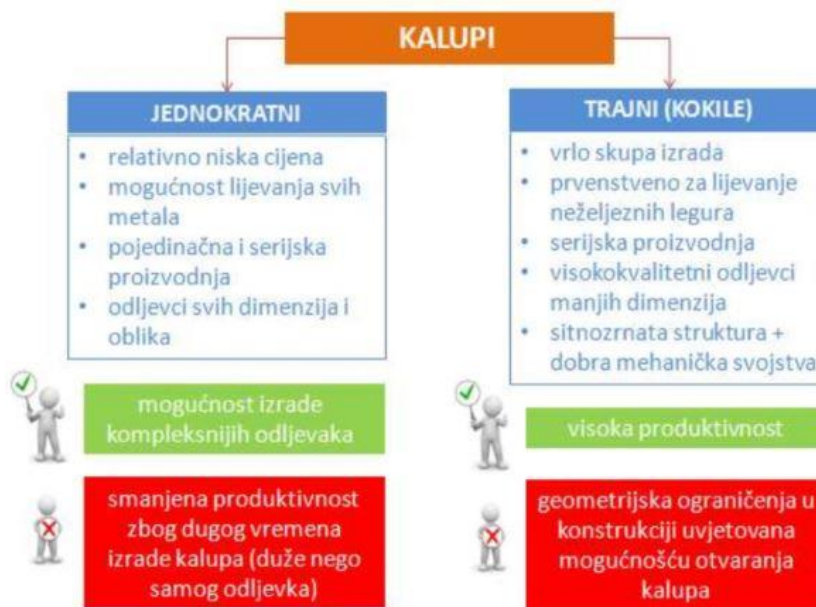 KALUPI
JEDNOKRATNI
• relativno niska cijena
• mogućnost lijevanja svih
metala
• pojedinačna i serijska
proizvodnja
• odljevci svih dimenzija i
oblika
mogućnost izrade
kompleksnijih odljevaka
smanjena produktivnost
zbog dugog vremena
izrade kalupa (duže nego
samog odljevka)
TRAJNI (KOKILE)
• vrlo skupa izrada
• prvenstveno za lijevanje
neželjeznih legura
• serijska proizvodnja
• visokokvalitetni odljevci
manjih dimenzija
• sitnozrnata struktura +
dobra mehanička svojstva
visoka produktivnost
geometrijska ograničenja u
konstrukciji uvjetovana
mogućnošću otvaranja
kalupa